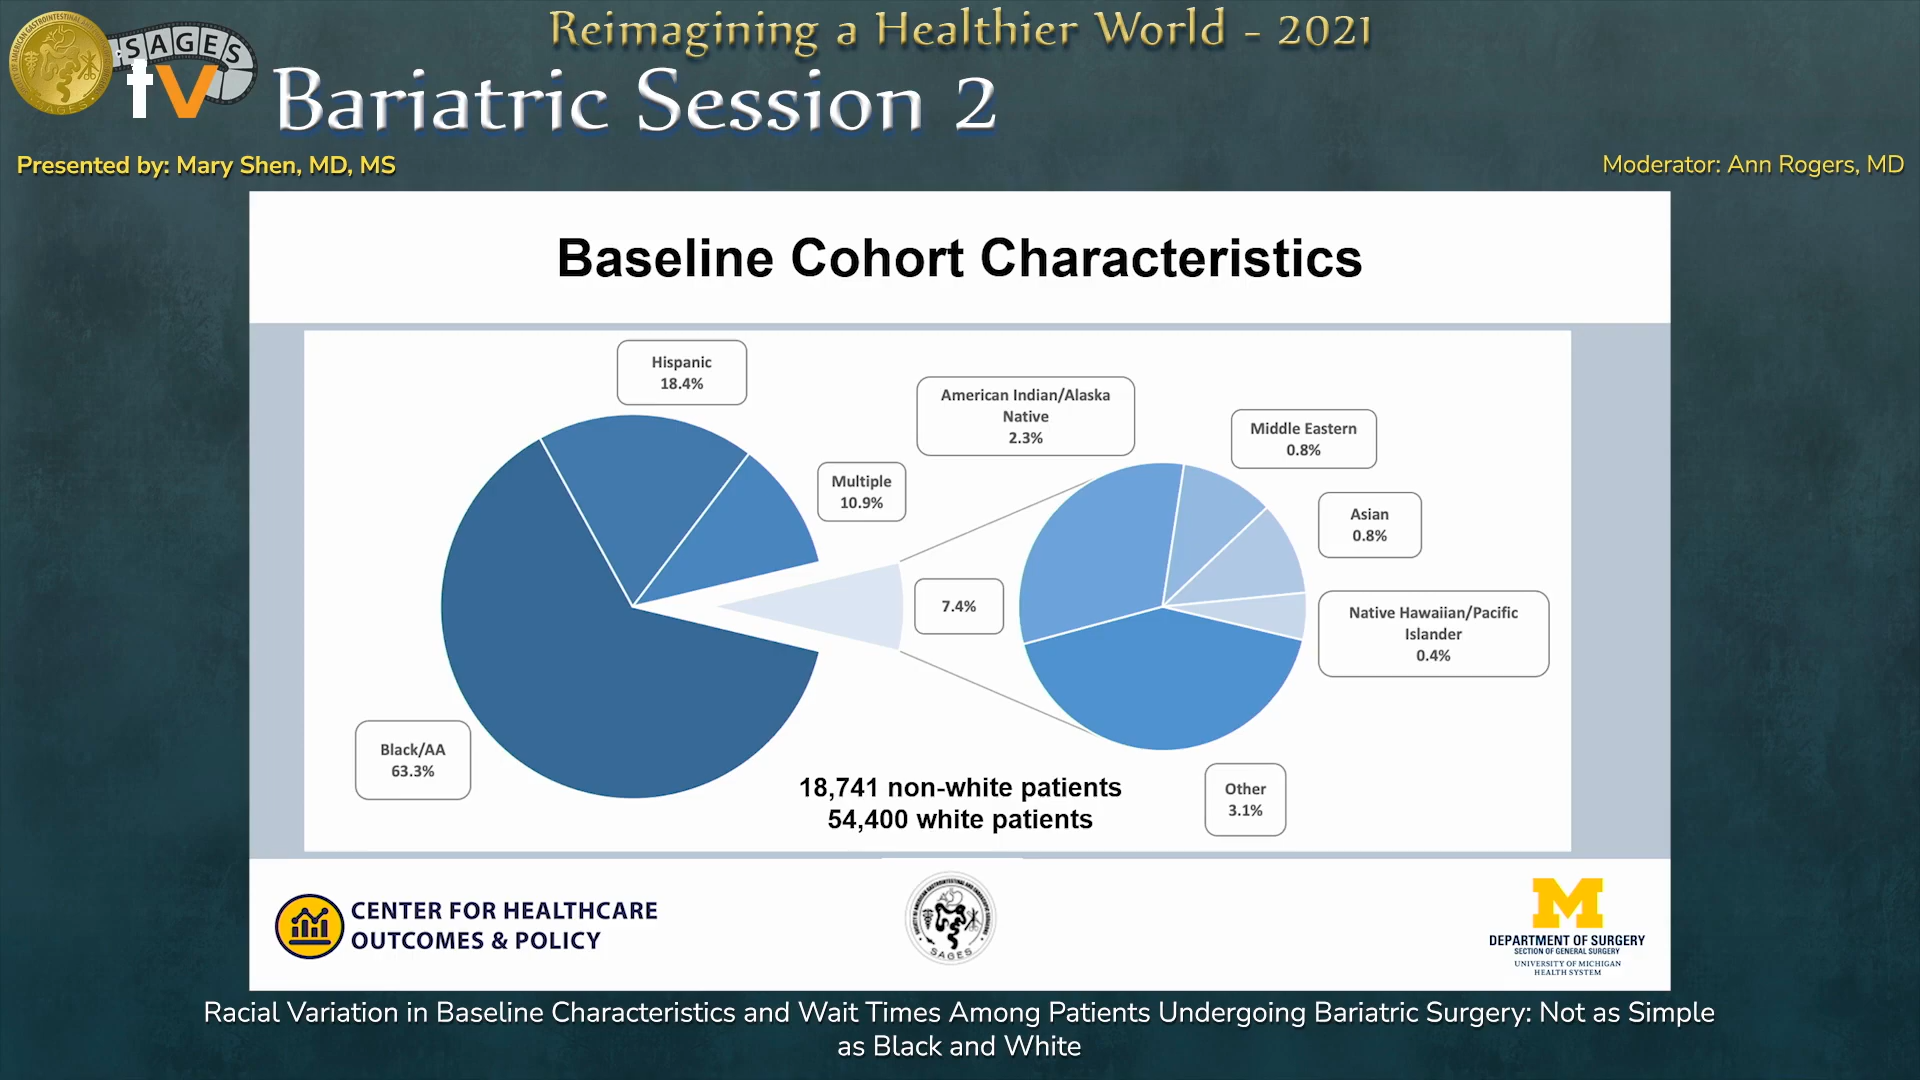 Reimagining a Healthier World - 2021
SAGES
tv
Bariatric Session 2
Presented by: Mary Shen, MD, MS
Moderator: Ann Rogers, MD
Baseline Cohort Characteristics
Hispanic
18.4%
American Indian/Alaska
Native
2.3%
Middle Eastern
0.8%
Multiple
10.9%
Asian
0.8%
7.4%
Native Hawaiian/Pacific
Islander
0.4%
Black/AA
63.3%
18,741 non-white patients
54,400 white patients
Other
3.1%
CENTER FOR HEALTHCARE
OUTCOMES & POLICY
SAGES
M
DEPARTMENT OF SURGERY
SECTION OF GENERAL SURGERY
UNIVERSITY OF MICHIGAN
HEALTH SYSTEM
Racial Variation in Baseline Characteristics and Wait Times Among Patients Undergoing Bariatric Surgery: Not as Simple
as Black and White